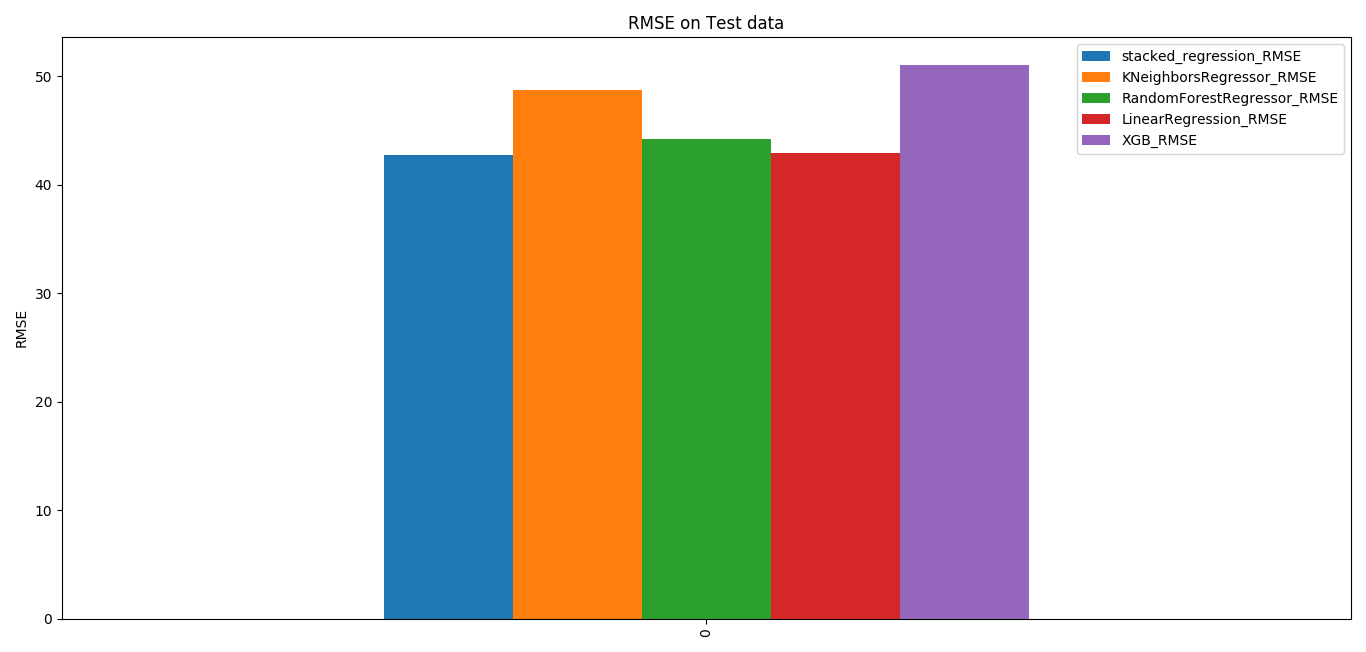 RMSE on Test data
stacked_regression_RMSE
KNeighborsRegressor_RMSE
RandomForestRegressor_RMSE
LinearRegression_RMSE
XGB_RMSE
50
40
30
20
10
0
RMSE
0